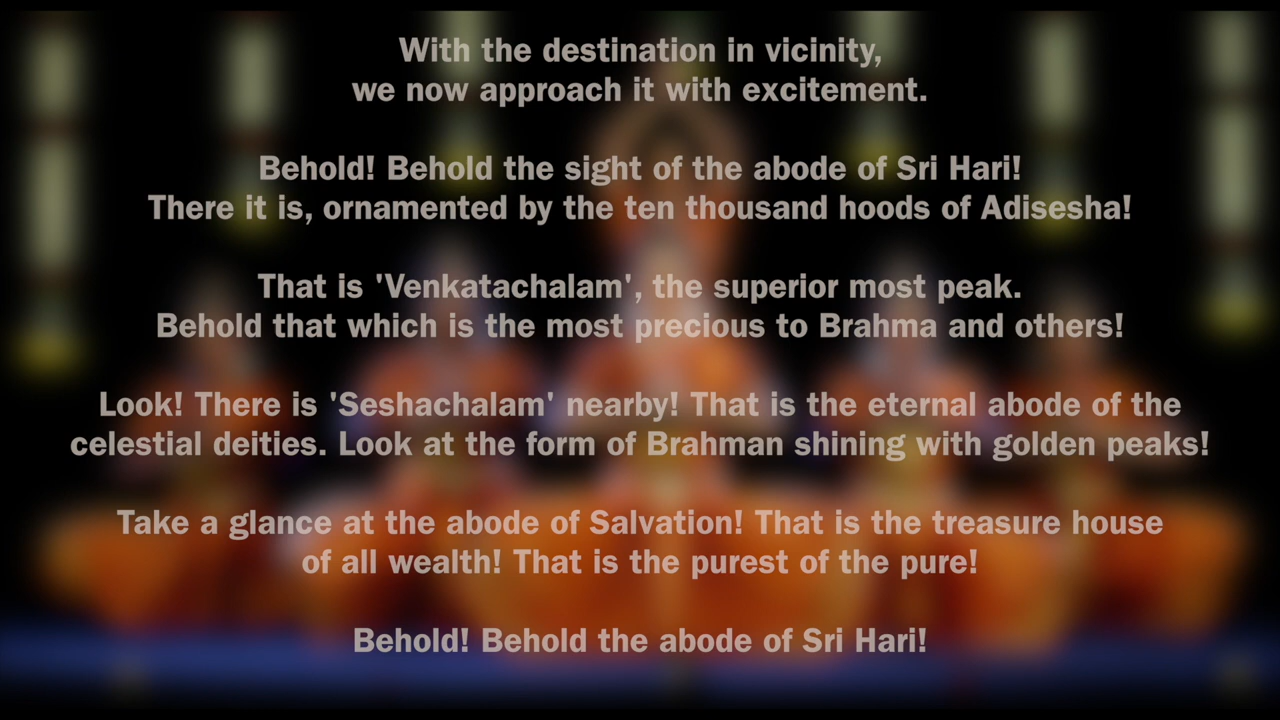 With the destination in vicinity,
we now approach it with excitement.
Behold! Behold the sight of the abode of Sri Hari!
There it is, ornamented by the ten thousand hoods of Adisesha!
That is 'Venkatachalam', the superior most peak.
Behold that which is the most precious to Brahma and others!
Look! There is 'Seshachalam' nearby! That is the eternal abode of the
celestial deities. Look at the form of Brahman shining with golden peaks!
Take a glance at the abode of Salvation! That is the treasure house
of all wealth! That is the purest of the pure!
Behold! Behold the abode of Sri Hari!